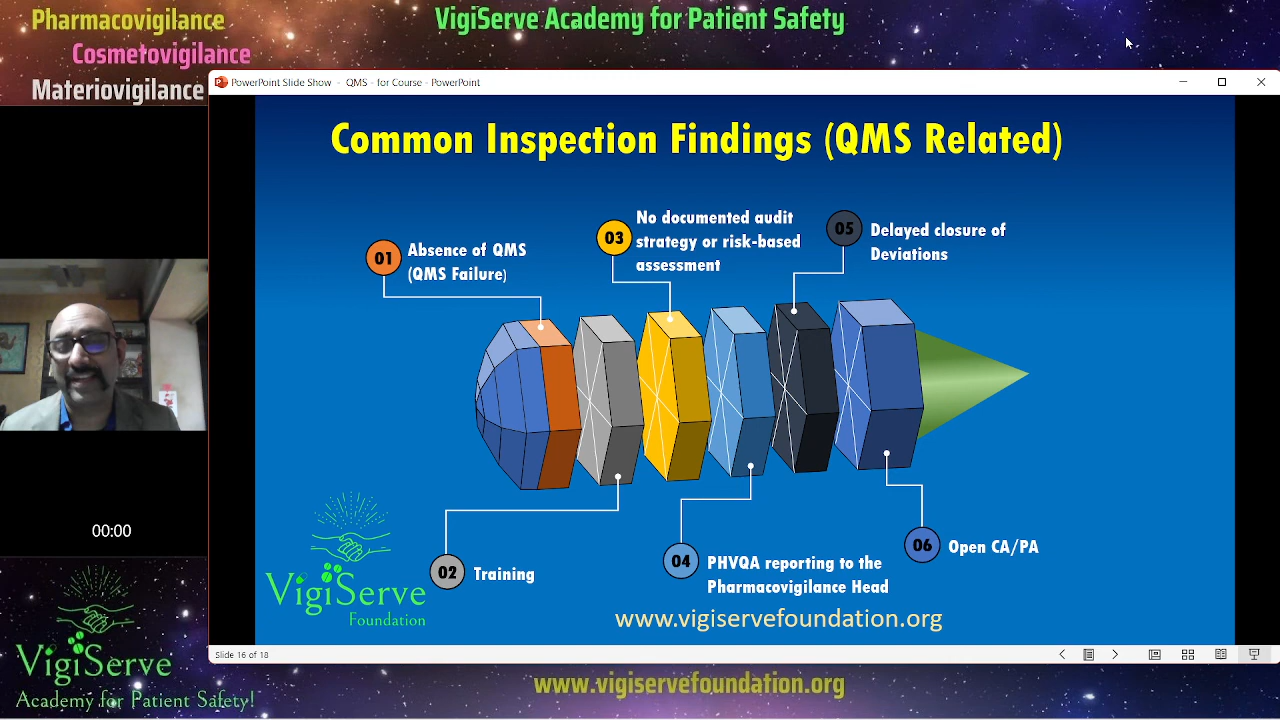 Pharmacovigilance
Cosmetovigilance
Materiovigilance
VigiServe Academy for Patient Safety
PowerPoint Slide Show - QMS - for Course - PowerPoint
Common Inspection Findings (QMS Related)
01
Absence of QMS
(QMS Failure)
03
No documented audit
strategy or risk-based
assessment
05
Delayed closure of
Deviations
02
Training
04
PHVQA reporting to the
Pharmacovigilance Head
06
Open CA/PA
VigiServe
Foundation
www.vigiservefoundation.org
Slide 16 of 18
00:00
VigiServe
Academy for Patient Safety!
www.vigiservefoundation.org